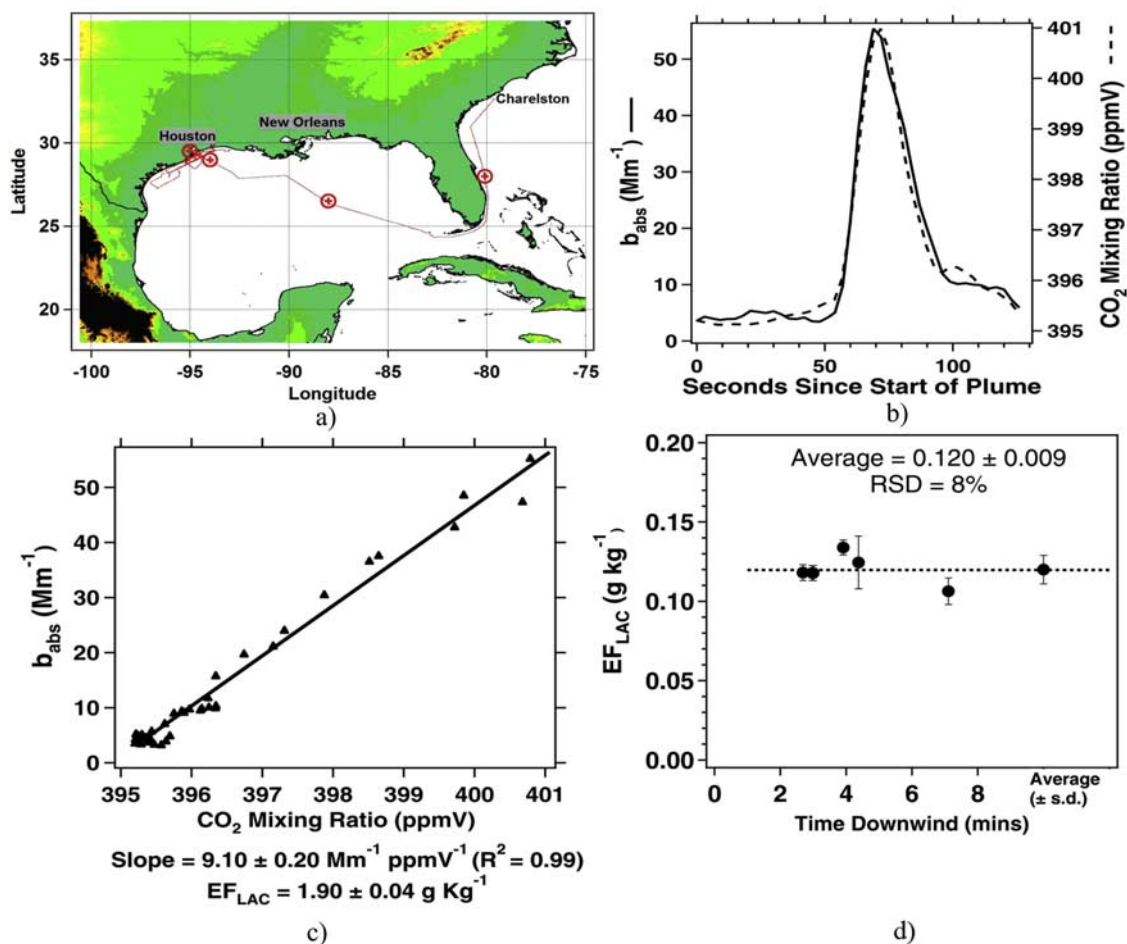 35
30
25
20
Latitude
Houston
New Orleans
Charelston
-100
-95
-90
-85
-80
-75
Longitude
a)
50
40
30
20
10
0
b_abs (Mm⁻¹)
401
400
399
398
397
396
395
CO₂ Mixing Ratio (ppmV)
0
50
100
Seconds Since Start of Plume
b)
50
40
30
20
10
0
b_abs (Mm⁻¹)
395
396
397
398
399
400
401
CO₂ Mixing Ratio (ppmV)
Slope = 9.10 ± 0.20 Mm⁻¹ ppmV⁻¹ (R² = 0.99)
EF_LAC = 1.90 ± 0.04 g Kg⁻¹
c)
0.20
0.15
0.10
0.05
0.00
EF_LAC (g kg⁻¹)
Average = 0.120 ± 0.009
RSD = 8%
0
2
4
6
8
Average
(± s.d.)
Time Downwind (mins)
d)